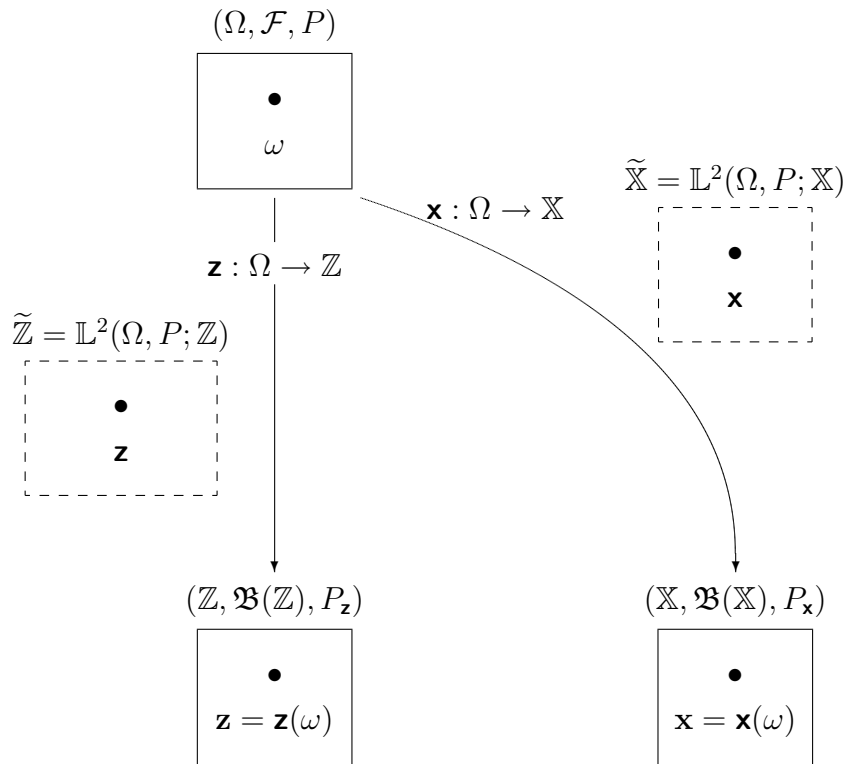 (Ω, ℱ, P)
ω
𝕏̃ = 𝕃²(Ω, P; 𝕏)
𝘅 : Ω → 𝕏
𝘅
𝘇 : Ω → ℤ
ℤ̃ = 𝕃²(Ω, P; ℤ)
𝘇
(ℤ, 𝕭(ℤ), P_𝘇)
(𝕏, 𝕭(𝕏), P_𝘅)
𝐳 = 𝘇(ω)
𝐱 = 𝘅(ω)